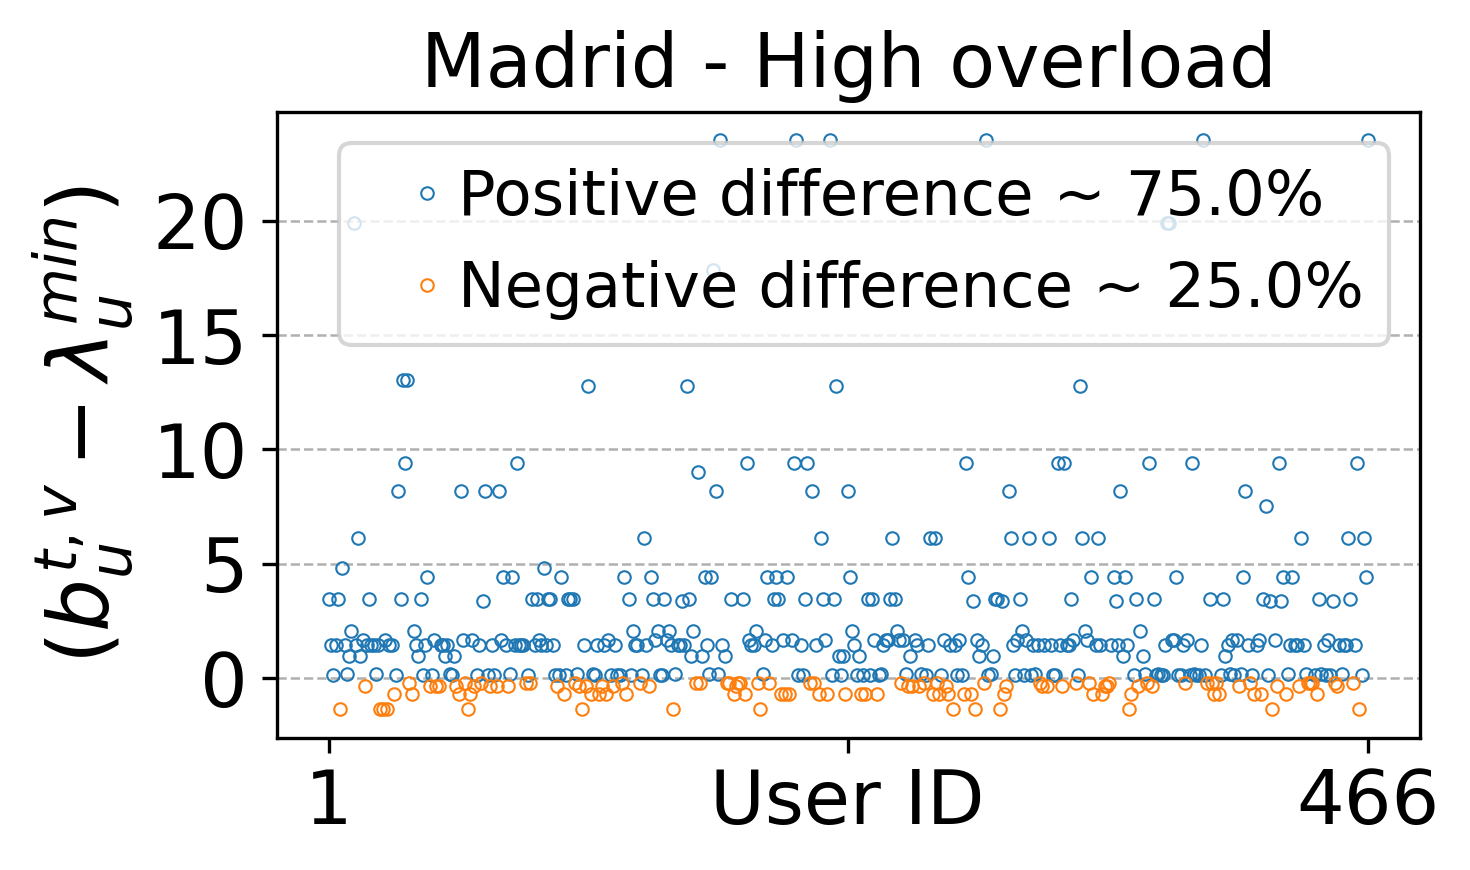 Madrid - High overload
Positive difference ~ 75.0%
Negative difference ~ 25.0%
(b_u^{t, v} − λ_u^{min})
20
15
10
5
0
1
User ID
466